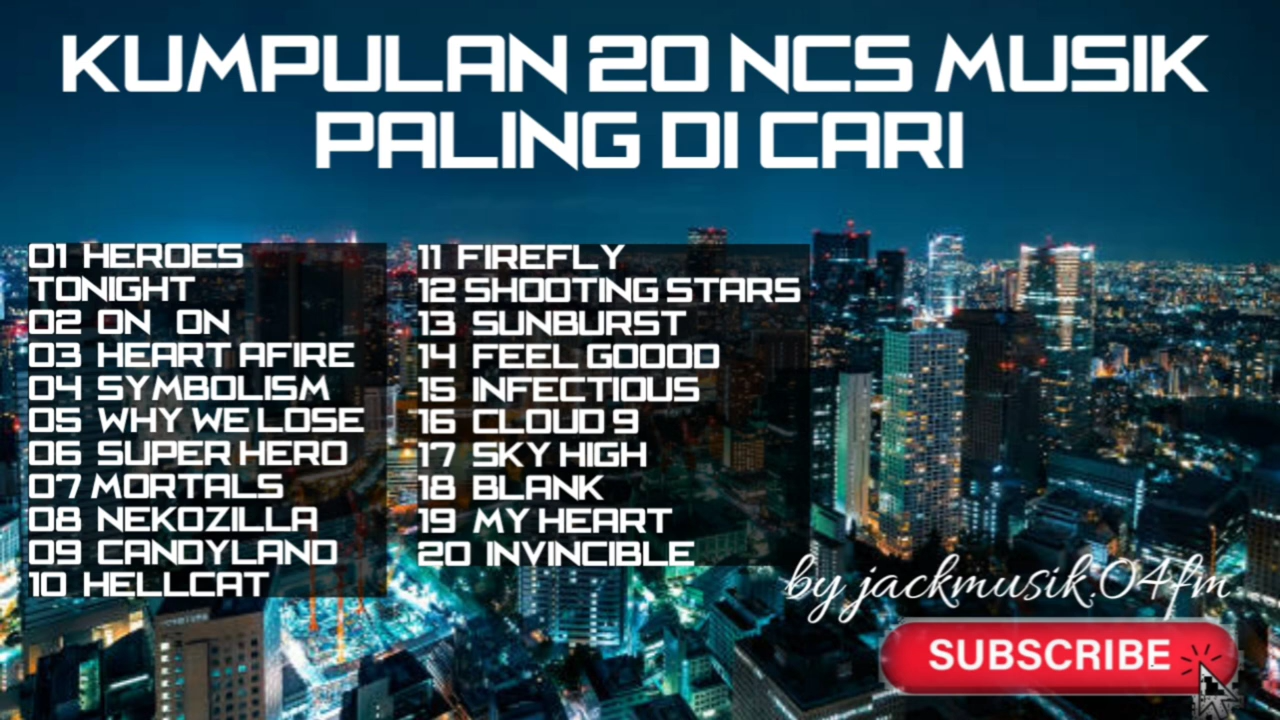 KUMPULAN 20 NCS MUSIK
PALING DI CARI
01 HEROES
TONIGHT
02 ON ON
03 HEART AFIRE
04 SYMBOLISM
05 WHY WE LOSE
06 SUPER HERO
07 MORTALS
08 NEKOZILLA
09 CANDYLAND
10 HELLCAT
11 FIREFLY
12 SHOOTING STARS
13 SUNBURST
14 FEEL GOOOD
15 INFECTIOUS
16 CLOUD 9
17 SKY HIGH
18 BLANK
19 MY HEART
20 INVINCIBLE
by jackmusik.04fm
SUBSCRIBE